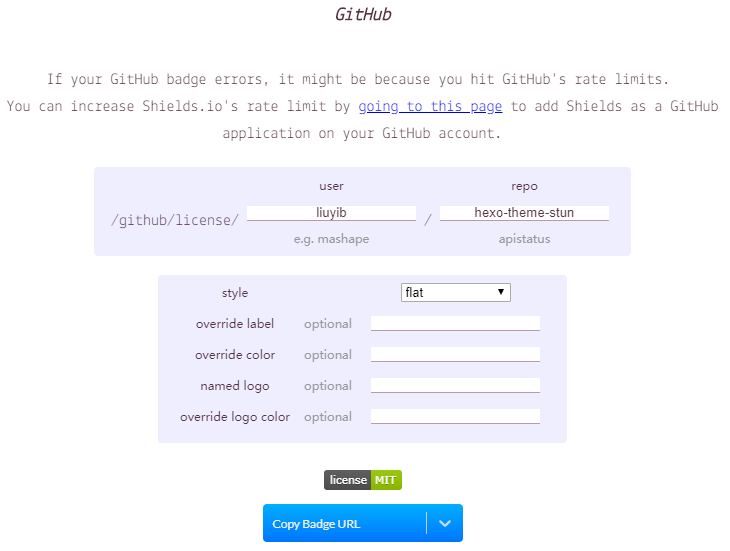 GitHub
If your GitHub badge errors, it might be because you hit GitHub's rate limits.
You can increase Shields.io's rate limit by going to this page to add Shields as a GitHub
application on your GitHub account.
user repo
/github/license/ liuyib / hexo-theme-stun
e.g. mashape apistatus
style flat
override label optional
override color optional
named logo optional
override logo color optional
license MIT
Copy Badge URL